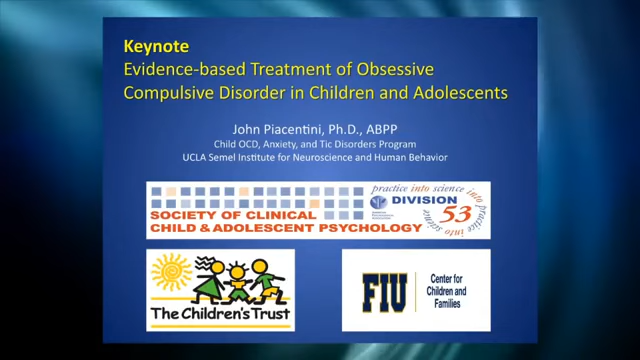 Keynote
Evidence-based Treatment of Obsessive
Compulsive Disorder in Children and Adolescents
John Piacentini, Ph.D., ABPP
Child OCD, Anxiety, and Tic Disorders Program
UCLA Semel Institute for Neuroscience and Human Behavior
practice into science
into practice
into science
DIVISION
53
SOCIETY OF CLINICAL
CHILD & ADOLESCENT PSYCHOLOGY
The Children's Trust
FIU
Center for
Children and
Families